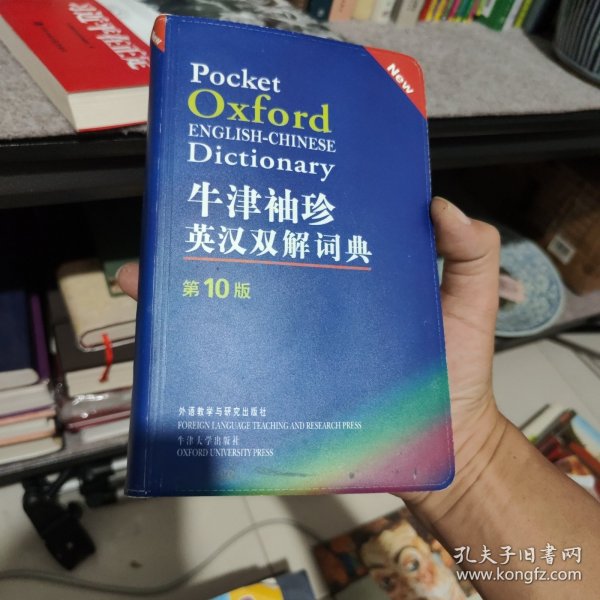 New
Pocket
Oxford
ENGLISH-CHINESE
Dictionary
牛津袖珍
英汉双解词典
第10版
外语教学与研究出版社
FOREIGN LANGUAGE TEACHING AND RESEARCH PRESS
牛津大学出版社
OXFORD UNIVERSITY PRESS
孔夫子旧书网
www.kongfz.com